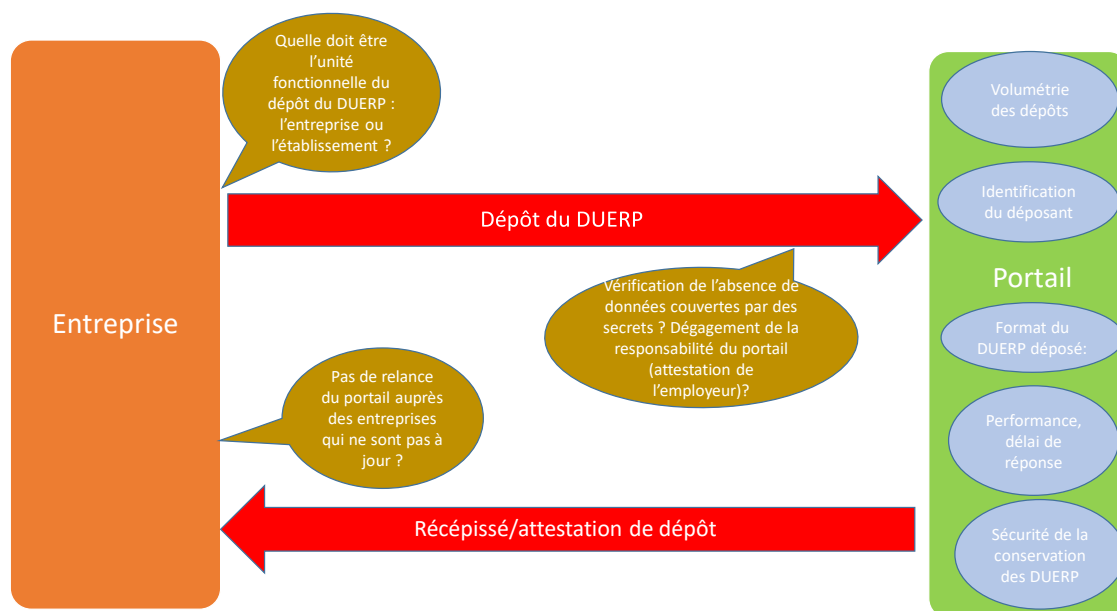 Quelle doit être
l'unité
fonctionnelle du
dépôt du DUERP :
l'entreprise ou
l'établissement ?
Volumétrie
des dépôts
Identification
du déposant
Dépôt du DUERP
Portail
Entreprise
Vérification de l'absence de
données couvertes par des
secrets ? Dégagement de la
responsabilité du portail
(attestation de
l'employeur)?
Format du
DUERP déposé:
Pas de relance
du portail auprès
des entreprises
qui ne sont pas à
jour ?
Performance,
délai de
réponse
Récépissé/attestation de dépôt
Sécurité de la
conservation
des DUERP